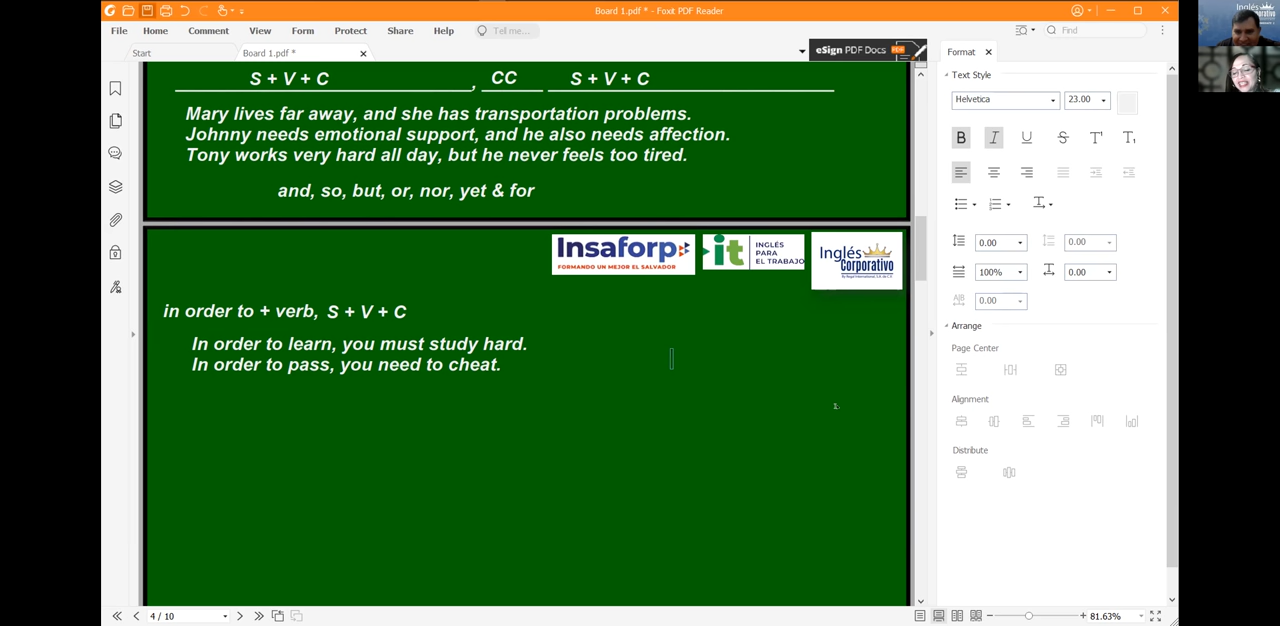 Board 1.pdf * - Foxit PDF Reader
File Home Comment View Form Protect Share Help Tell me... Find
Start Board 1.pdf * eSign PDF Docs
S + V + C , CC S + V + C
Mary lives far away, and she has transportation problems.
Johnny needs emotional support, and he also needs affection.
Tony works very hard all day, but he never feels too tired.
and, so, but, or, nor, yet & for
Insaforp
FORMANDO UN MEJOR EL SALVADOR
it INGLÉS PARA EL TRABAJO
Inglés
Corporativo
in order to + verb, S + V + C
In order to learn, you must study hard.
In order to pass, you need to cheat.
4 / 10
81.63%
Format
Text Style
Helvetica 23.00
B I U S T T
0.00 0.00
100% 0.00
0.00
Arrange
Page Center
Alignment
Distribute
Inglés
Corporativo